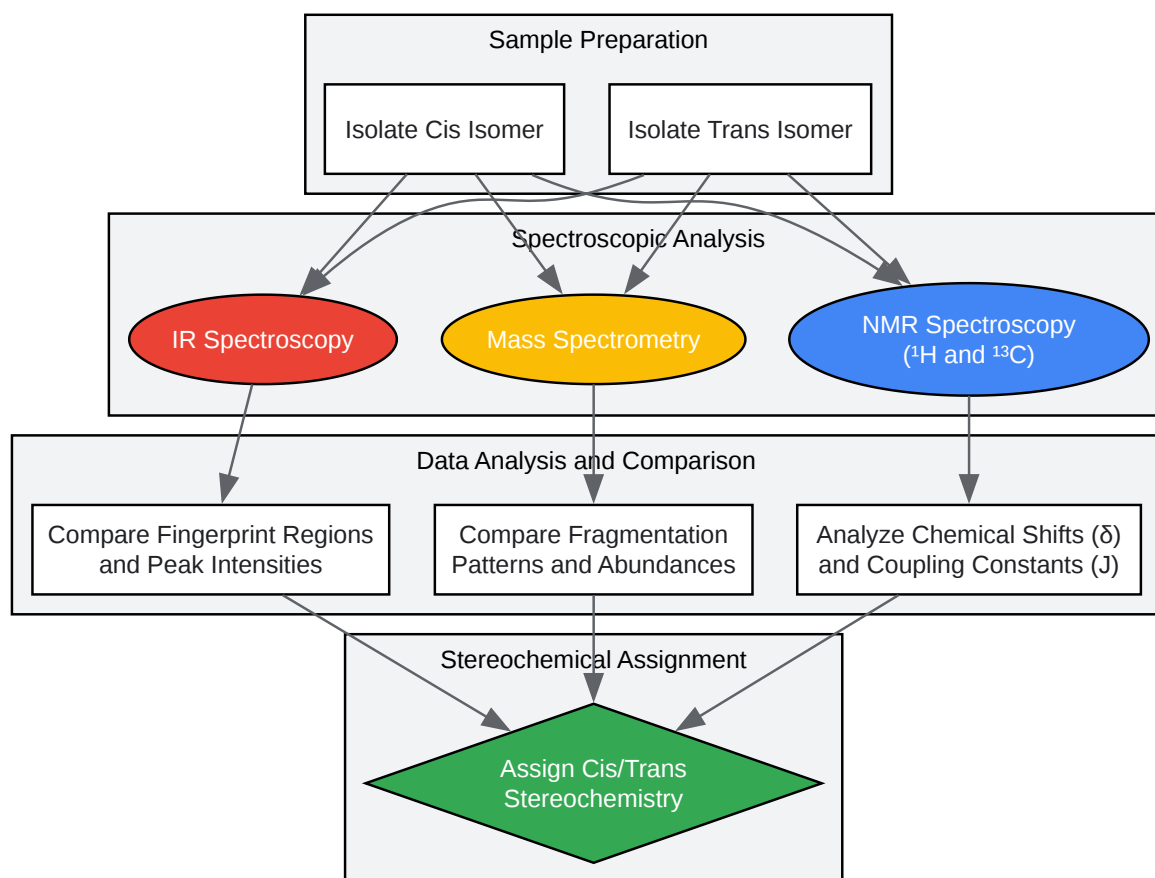 Sample Preparation
Isolate Cis Isomer
Isolate Trans Isomer
Spectroscopic Analysis
IR Spectroscopy
Mass Spectrometry
NMR Spectroscopy
(¹H and ¹³C)
Data Analysis and Comparison
Compare Fingerprint Regions
and Peak Intensities
Compare Fragmentation
Patterns and Abundances
Analyze Chemical Shifts (δ)
and Coupling Constants (J)
Stereochemical Assignment
Assign Cis/Trans
Stereochemistry